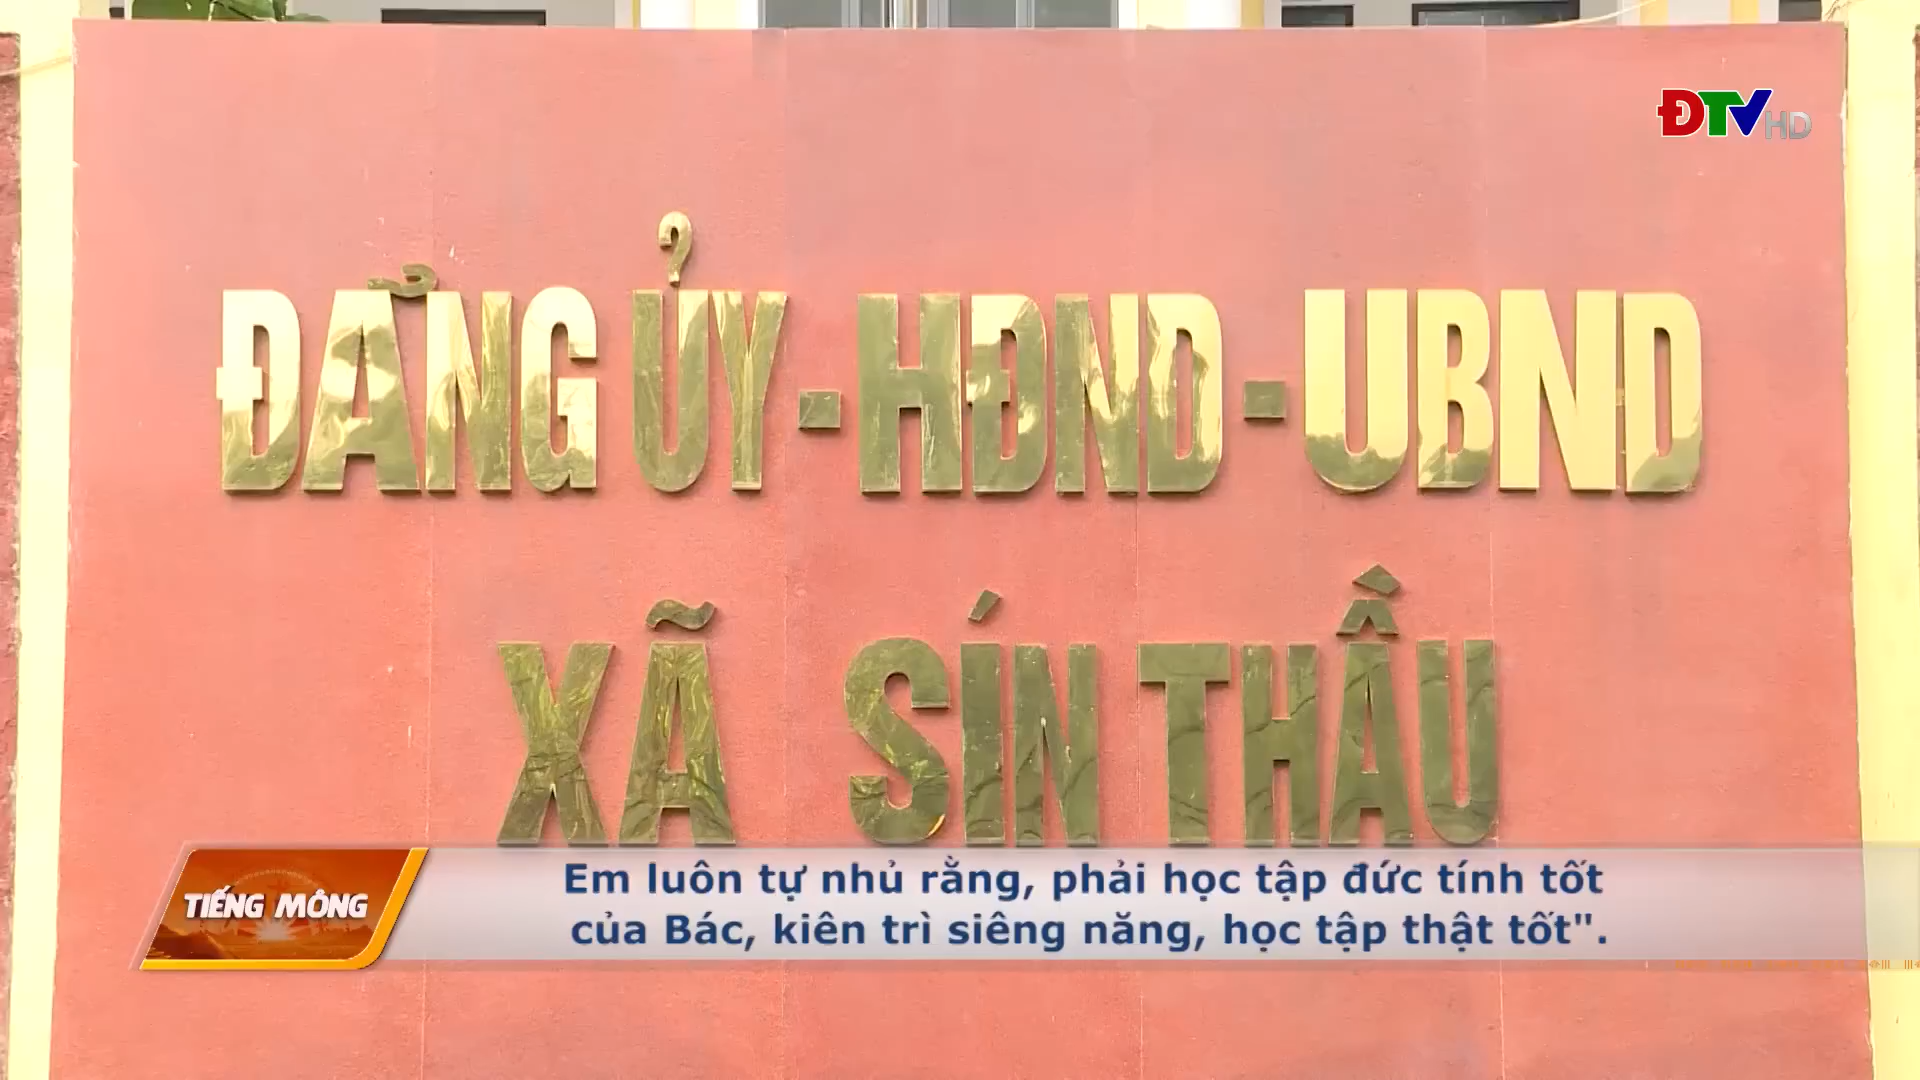 ĐTV HD
ĐẢNG ỦY-HĐND-UBND
XÃ SÍN THẦU
TIẾNG MÔNG
Em luôn tự nhủ rằng, phải học tập đức tính tốt
của Bác, kiên trì siêng năng, học tập thật tốt".